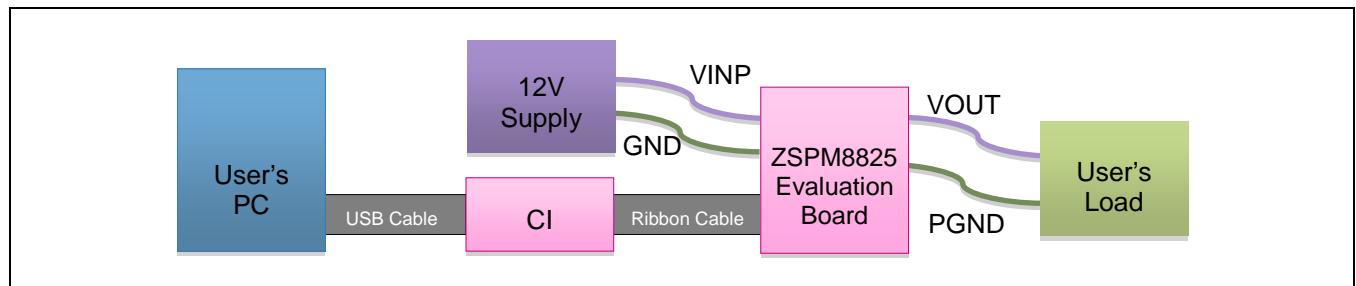 User's
PC
USB Cable
12V
Supply
CI
VINP
GND
Ribbon Cable
ZSPM8825
Evaluation
Board
VOUT
PGND
User's
Load